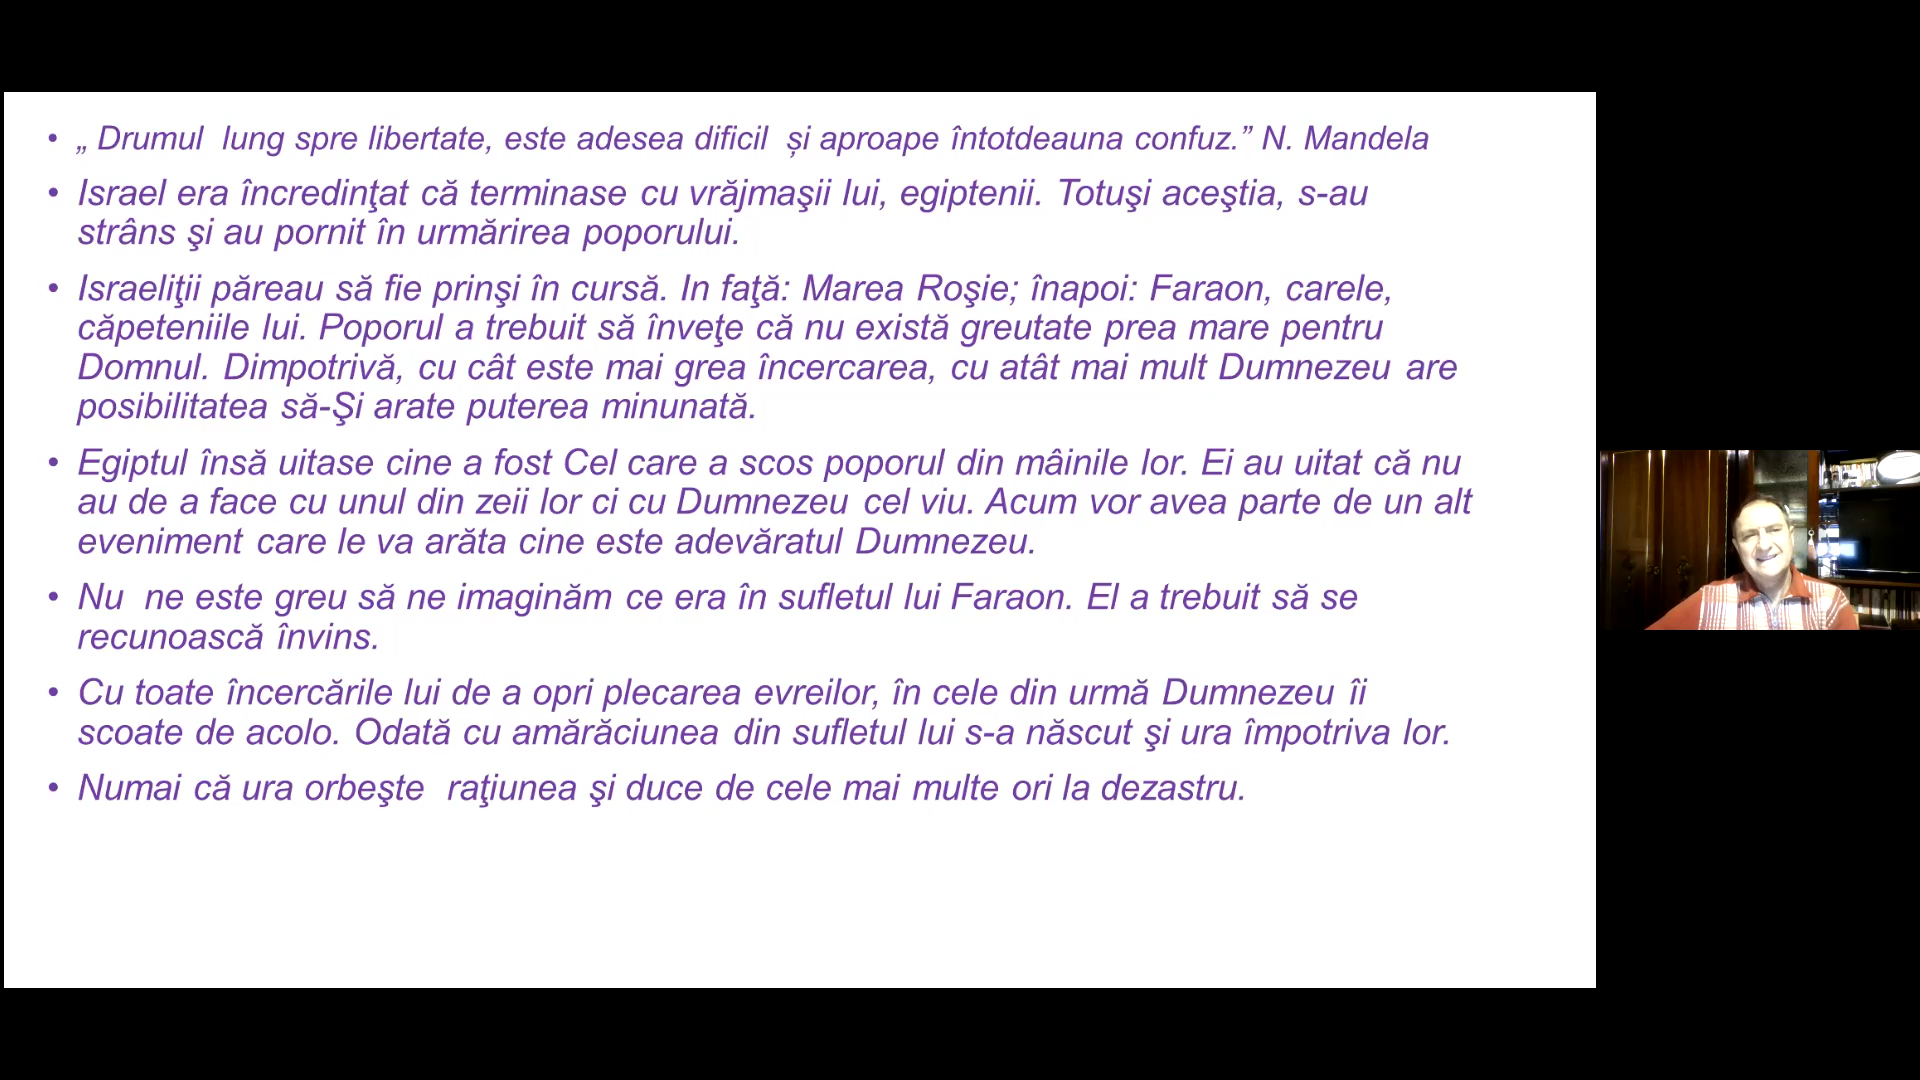 • „ Drumul  lung spre libertate, este adesea dificil  și aproape întotdeauna confuz.” N. Mandela
• Israel era încredinţat că terminase cu vrăjmaşii lui, egiptenii. Totuşi aceştia, s-au
strâns şi au pornit în urmărirea poporului.
• Israeliţii păreau să fie prinşi în cursă. In faţă: Marea Roşie; înapoi: Faraon, carele,
căpeteniile lui. Poporul a trebuit să înveţe că nu există greutate prea mare pentru
Domnul. Dimpotrivă, cu cât este mai grea încercarea, cu atât mai mult Dumnezeu are
posibilitatea să-Şi arate puterea minunată.
• Egiptul însă uitase cine a fost Cel care a scos poporul din mâinile lor. Ei au uitat că nu
au de a face cu unul din zeii lor ci cu Dumnezeu cel viu. Acum vor avea parte de un alt
eveniment care le va arăta cine este adevăratul Dumnezeu.
• Nu  ne este greu să ne imaginăm ce era în sufletul lui Faraon. El a trebuit să se
recunoască învins.
• Cu toate încercările lui de a opri plecarea evreilor, în cele din urmă Dumnezeu îi
scoate de acolo. Odată cu amărăciunea din sufletul lui s-a născut şi ura împotriva lor.
• Numai că ura orbeşte  raţiunea şi duce de cele mai multe ori la dezastru.